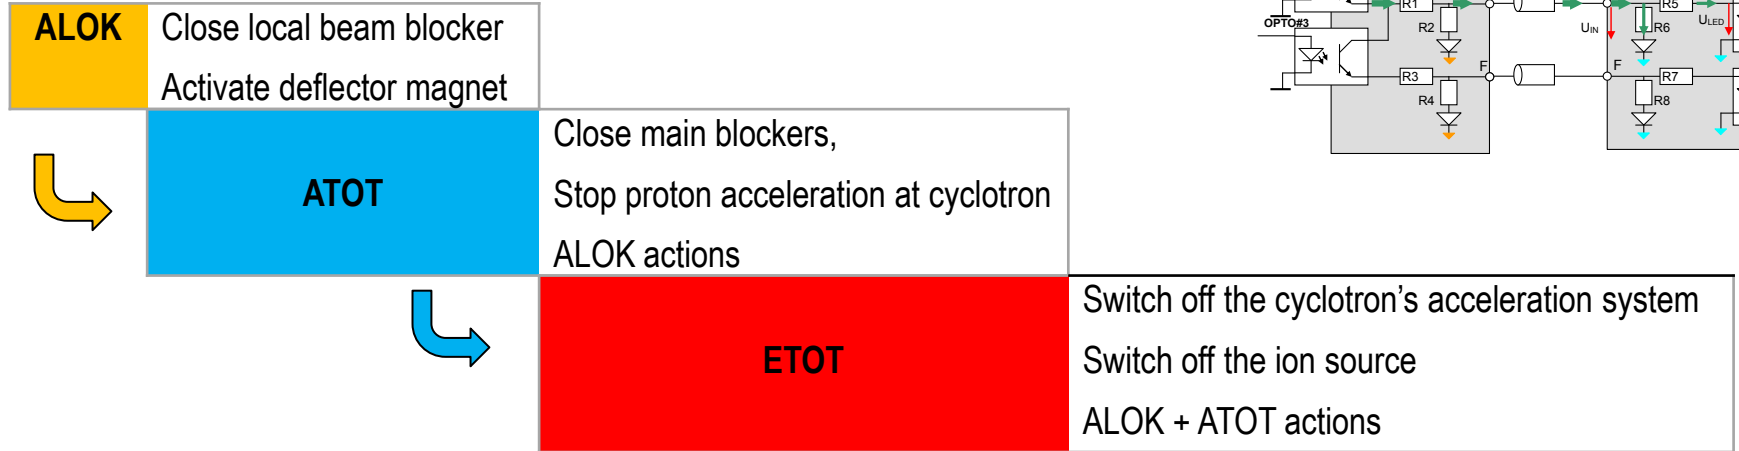 ALOK
Close local beam blocker
Activate deflector magnet
ATOT
Close main blockers,
Stop proton acceleration at cyclotron
ALOK actions
ETOT
Switch off the cyclotron’s acceleration system
Switch off the ion source
ALOK + ATOT actions
OPTO#3
R1
R2
R3
R4
F
UIN
F
R5
R6
ULED
R7
R8